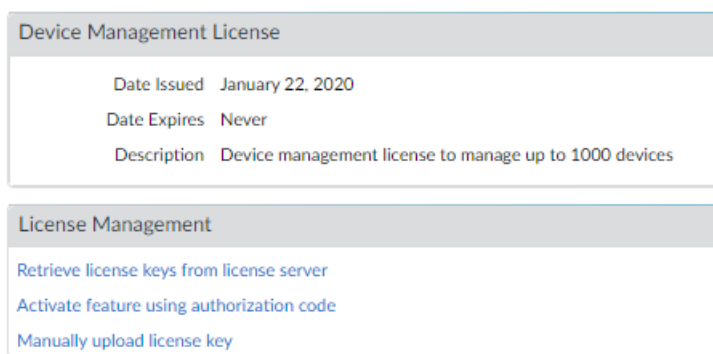 Device Management License
Date Issued January 22, 2020
Date Expires Never
Description Device management license to manage up to 1000 devices
License Management
Retrieve license keys from license server
Activate feature using authorization code
Manually upload license key